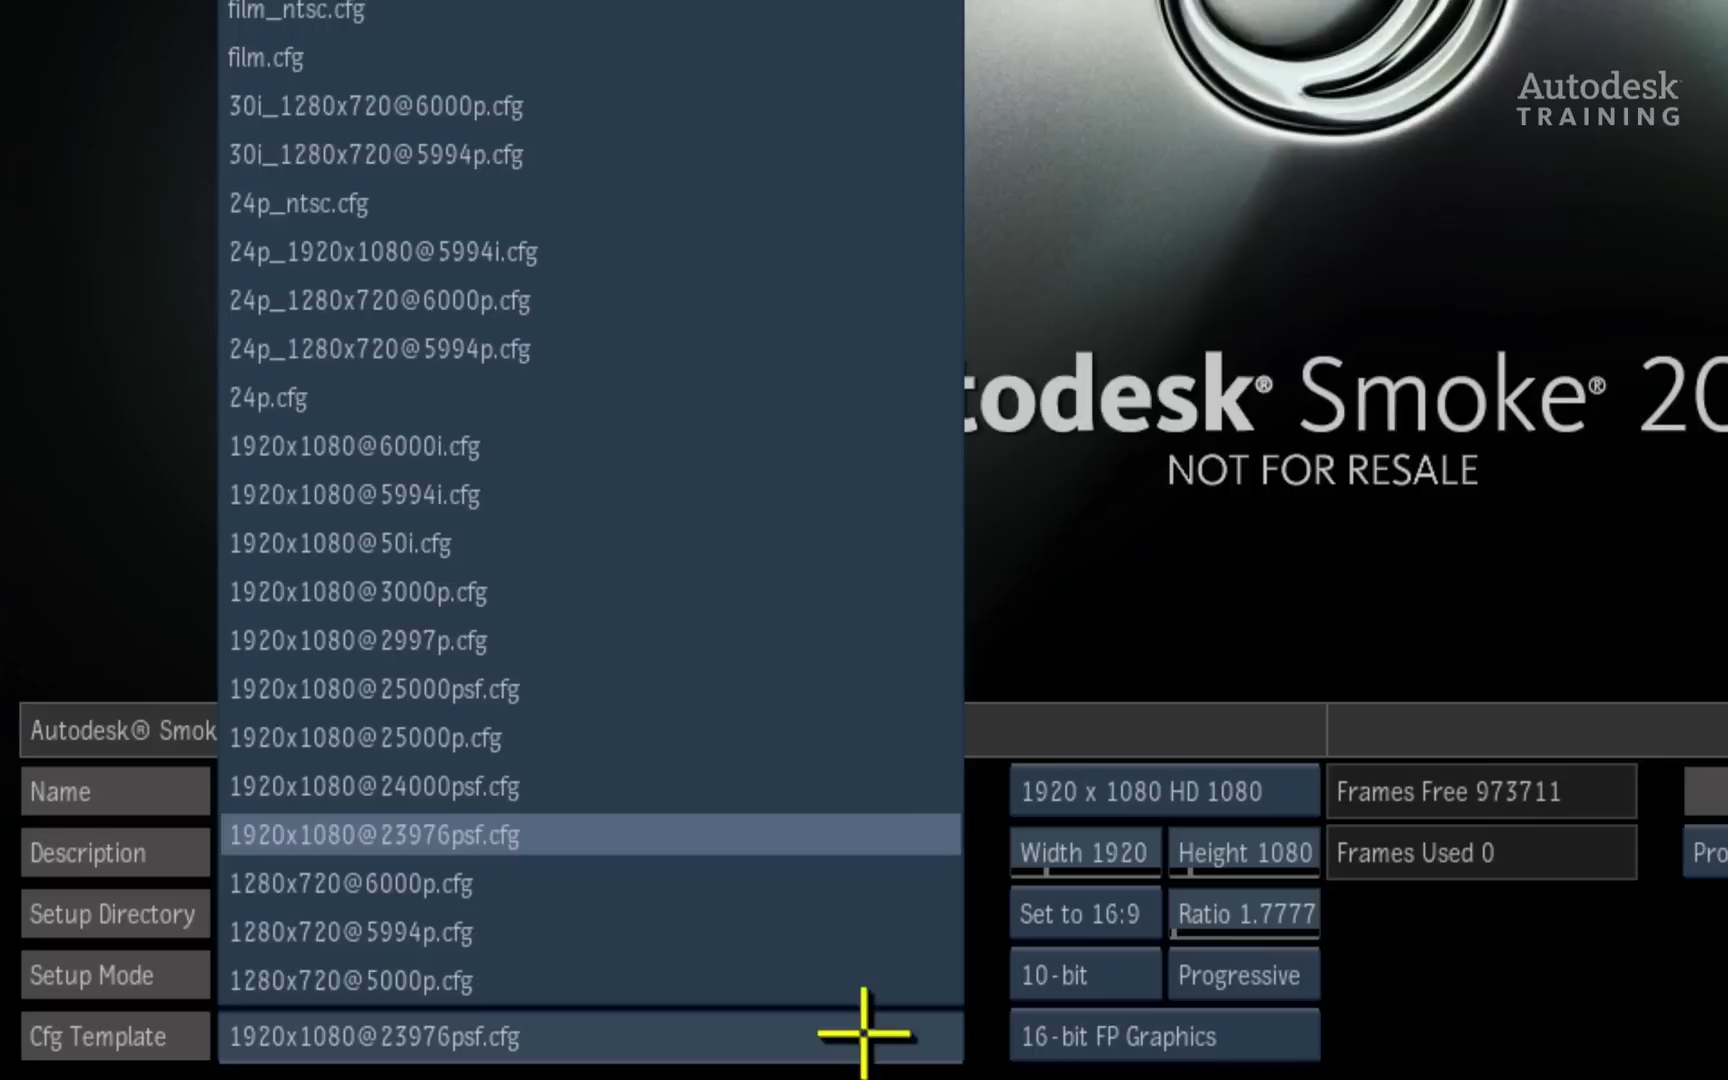 film_ntsc.cfg
film.cfg
30i_1280x720@6000p.cfg
30i_1280x720@5994p.cfg
24p_ntsc.cfg
24p_1920x1080@5994i.cfg
24p_1280x720@6000p.cfg
24p_1280x720@5994p.cfg
24p.cfg
1920x1080@6000i.cfg
1920x1080@5994i.cfg
1920x1080@50i.cfg
1920x1080@3000p.cfg
1920x1080@2997p.cfg
1920x1080@25000psf.cfg
1920x1080@25000p.cfg
1920x1080@24000psf.cfg
1920x1080@23976psf.cfg
1280x720@6000p.cfg
1280x720@5994p.cfg
1280x720@5000p.cfg
1920x1080@23976psf.cfg
Autodesk
TRAINING
todesk® Smoke® 20
NOT FOR RESALE
Autodesk® Smok
Name
Description
Setup Directory
Setup Mode
Cfg Template
1920 x 1080 HD 1080
Frames Free 973711
Width 1920
Height 1080
Frames Used 0
Pro
Set to 16:9
Ratio 1.7777
10-bit
Progressive
16-bit FP Graphics